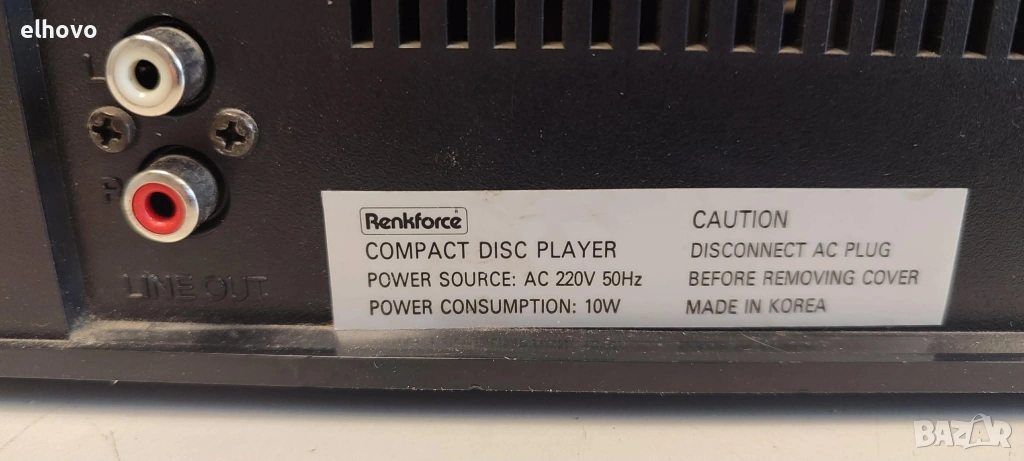 elhovo
L
R
LINE OUT
Renkforce
COMPACT DISC PLAYER
POWER SOURCE: AC 220V 50Hz
POWER CONSUMPTION: 10W
CAUTION
DISCONNECT AC PLUG
BEFORE REMOVING COVER
MADE IN KOREA
BAZAR